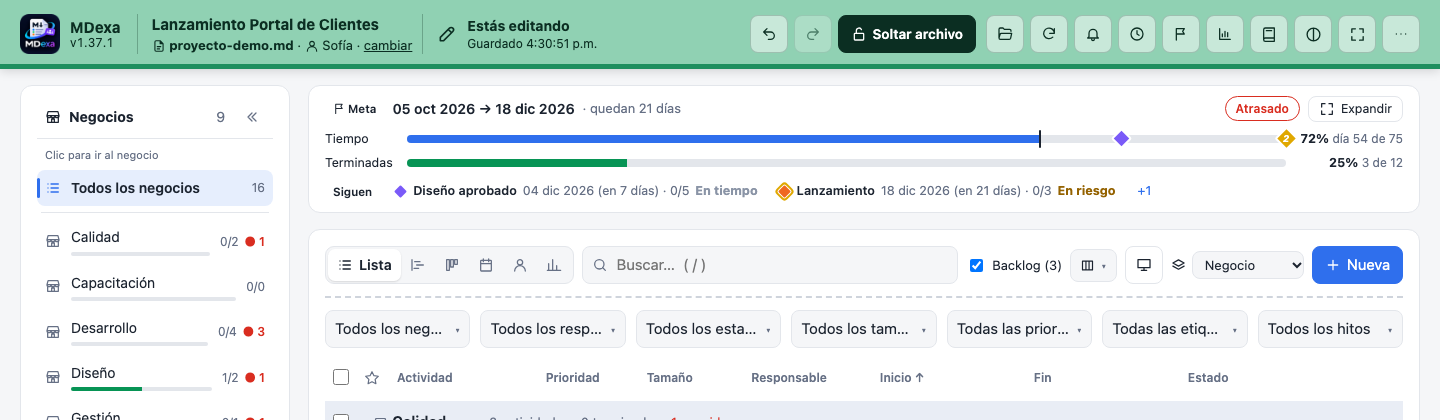 MDexa
v1.37.1
Lanzamiento Portal de Clientes
proyecto-demo.md · Sofía · cambiar
Estás editando
Guardado 4:30:51 p.m.
Soltar archivo
Negocios 9
Clic para ir al negocio
Todos los negocios 16
Calidad 0/2 1
Capacitación 0/0
Desarrollo 0/4 3
Diseño 1/2 1
Meta 05 oct 2026 → 18 dic 2026 · quedan 21 días
Atrasado
Expandir
Tiempo 2 72% día 54 de 75
Terminadas 25% 3 de 12
Siguen Diseño aprobado 04 dic 2026 (en 7 días) · 0/5 En tiempo Lanzamiento 18 dic 2026 (en 21 días) · 0/3 En riesgo +1
Lista Buscar... ( / ) Backlog (3) Negocio + Nueva
Todos los neg... Todos los resp... Todos los esta... Todos los tam... Todas las prior... Todas las etiq... Todos los hitos
Actividad Prioridad Tamaño Responsable Inicio ↑ Fin Estado